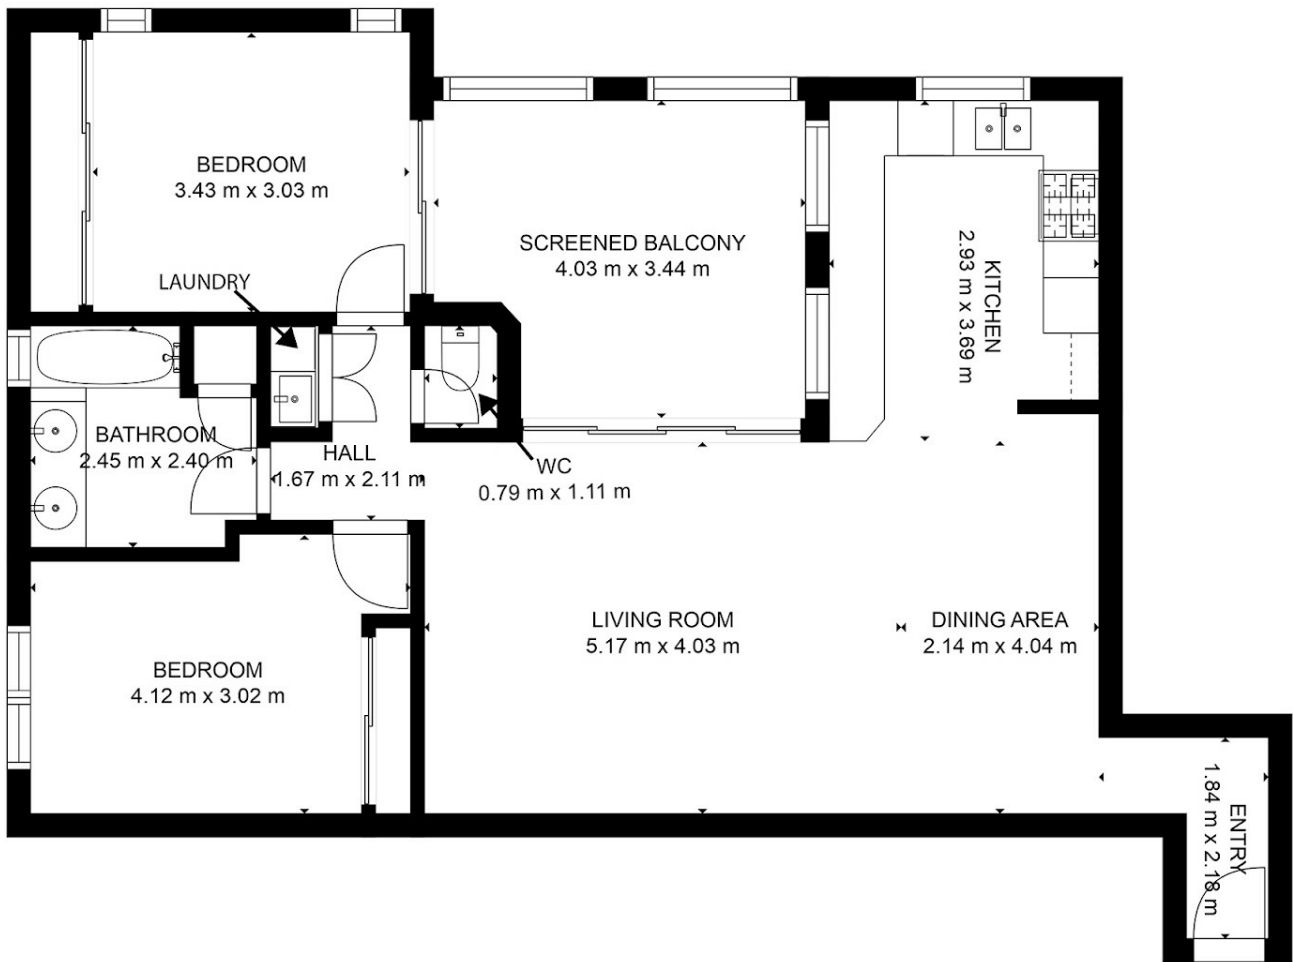 BEDROOM
3.43 m x 3.03 m
LAUNDRY
SCREENED BALCONY
4.03 m x 3.44 m
KITCHEN
2.93 m x 3.69 m
BATHROOM
2.45 m x 2.40 m
HALL
1.67 m x 2.11 m
WC
0.79 m x 1.11 m
BEDROOM
4.12 m x 3.02 m
LIVING ROOM
5.17 m x 4.03 m
DINING AREA
2.14 m x 4.04 m
ENTRY
1.84 m x 2.18 m